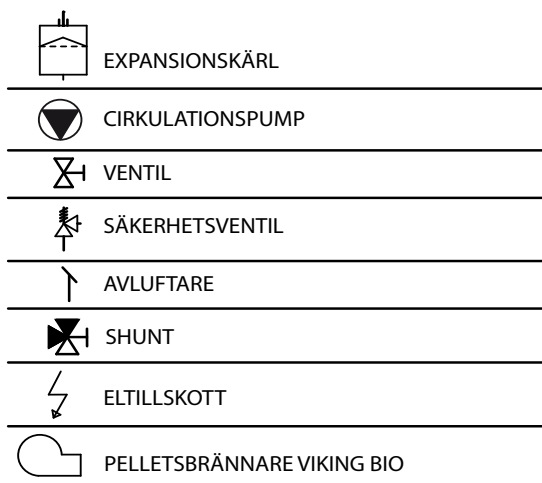 EXPANSIONSKÄRL
CIRKULATIONSPUMP
VENTIL
SÄKERHETSVENTIL
AVLUFTARE
SHUNT
ELTILLSKOTT
PELLETSBRÄNNARE VIKING BIO